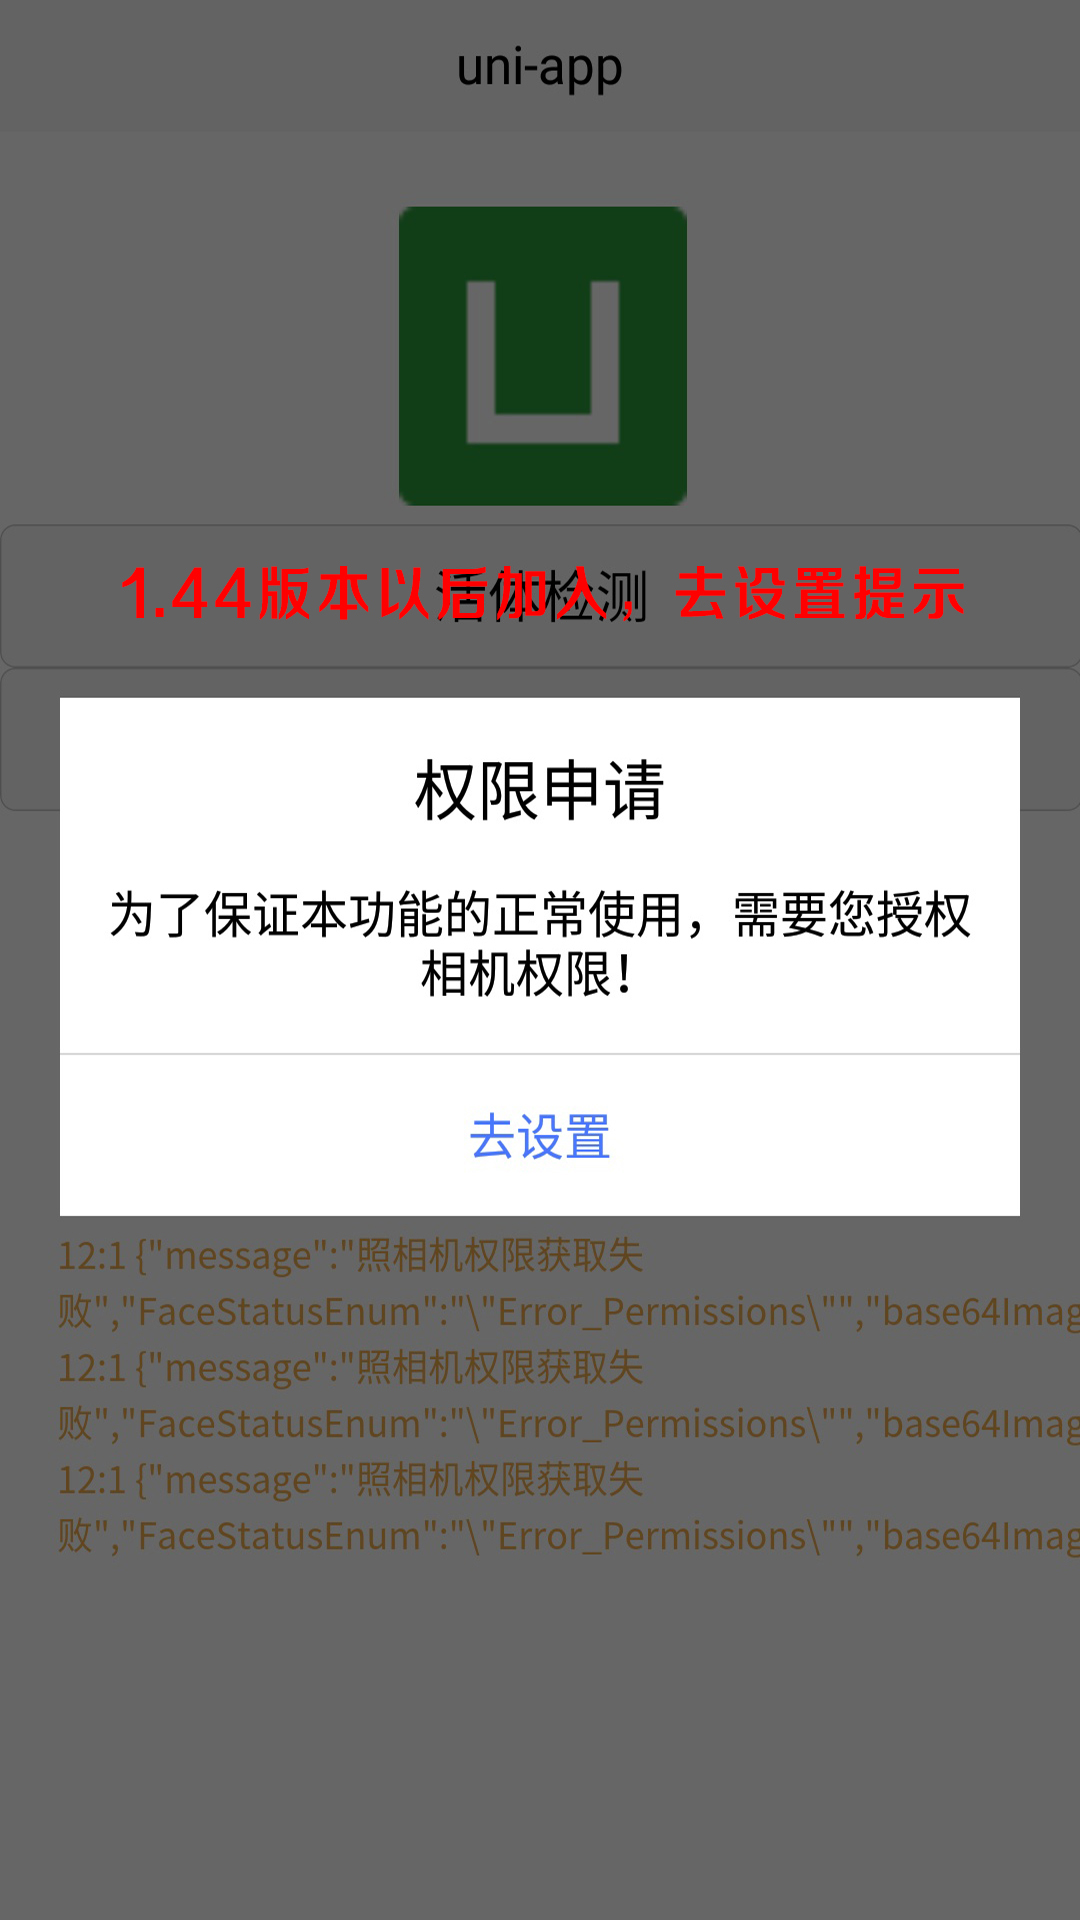 uni-app
活体检测
1.44版本以后加入，去设置提示
权限申请
为了保证本功能的正常使用，需要您授权
相机权限！
去设置
12:1 {"message":"照相机权限获取失
败","FaceStatusEnum":"\"Error_Permissions\"","base64Imag
12:1 {"message":"照相机权限获取失
败","FaceStatusEnum":"\"Error_Permissions\"","base64Imag
12:1 {"message":"照相机权限获取失
败","FaceStatusEnum":"\"Error_Permissions\"","base64Imag